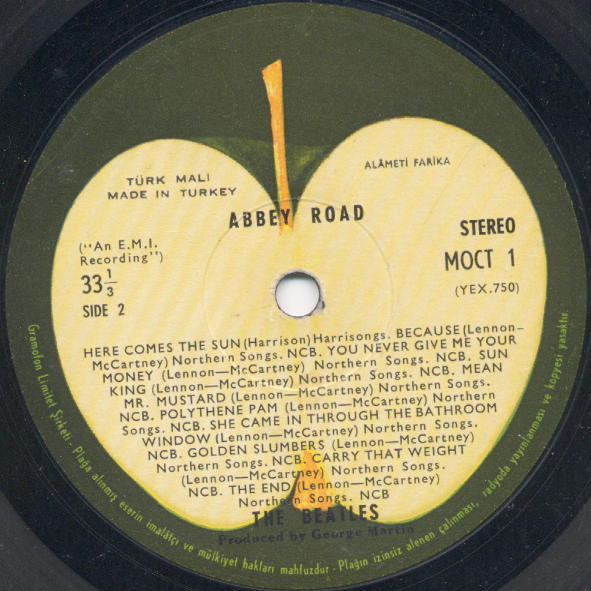 TÜRK MALI
MADE IN TURKEY
ALÂMETİ FARİKA
ABBEY ROAD
("An E.M.I.
Recording")
33 1/3
SIDE 2
STEREO
MOCT 1
(YEX.750)
HERE COMES THE SUN (Harrison) Harrisongs. BECAUSE (Lennon—
McCartney) Northern Songs. NCB. YOU NEVER GIVE ME YOUR
MONEY (Lennon—McCartney) Northern Songs. NCB. SUN
KING (Lennon—McCartney) Northern Songs. NCB. MEAN
MR. MUSTARD (Lennon—McCartney) Northern Songs.
NCB. POLYTHENE PAM (Lennon—McCartney) Northern
Songs. NCB. SHE CAME IN THROUGH THE BATHROOM
WINDOW (Lennon—McCartney) Northern Songs.
NCB. GOLDEN SLUMBERS (Lennon—McCartney)
Northern Songs. NCB. CARRY THAT WEIGHT
(Lennon—McCartney) Northern Songs.
NCB. THE END (Lennon—McCartney)
Northern Songs. NCB
THE BEATLES
Produced by George Martin
Gramofon Limitet Şirketi - Plağa alınmış eserin imalâtçı ve mülkiyet hakları mahfuzdur - Plağın izinsiz alenen çalınması, radyoda yayınlanması ve kopyesi yasaktır.